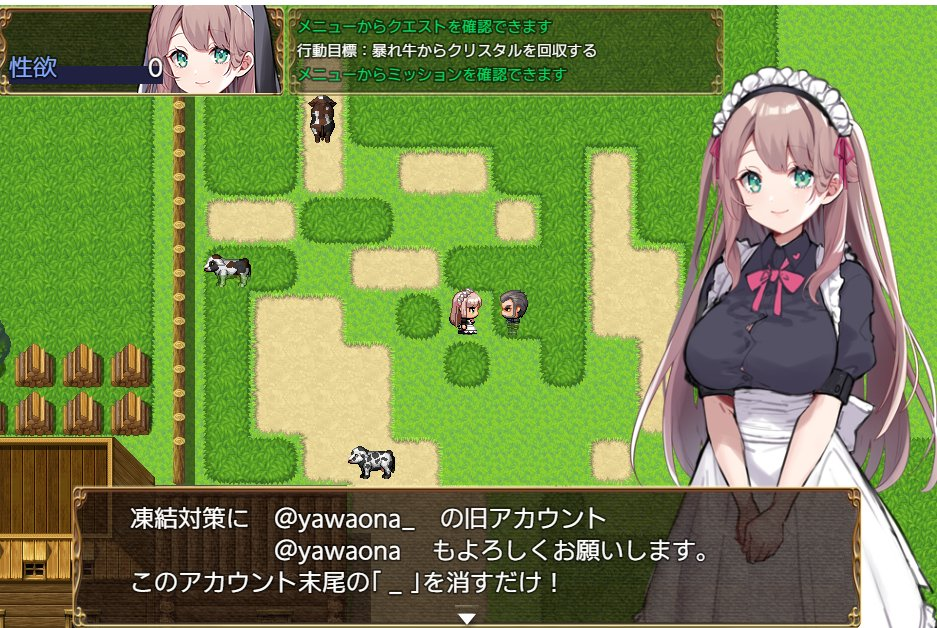 メニューからクエストを確認できます
行動目標：暴れ牛からクリスタルを回収する
メニューからミッションを確認できます
性欲 0
凍結対策に　@yawaona_　の旧アカウント
@yawaona　もよろしくお願いします。
このアカウント末尾の「 _ 」を消すだけ！